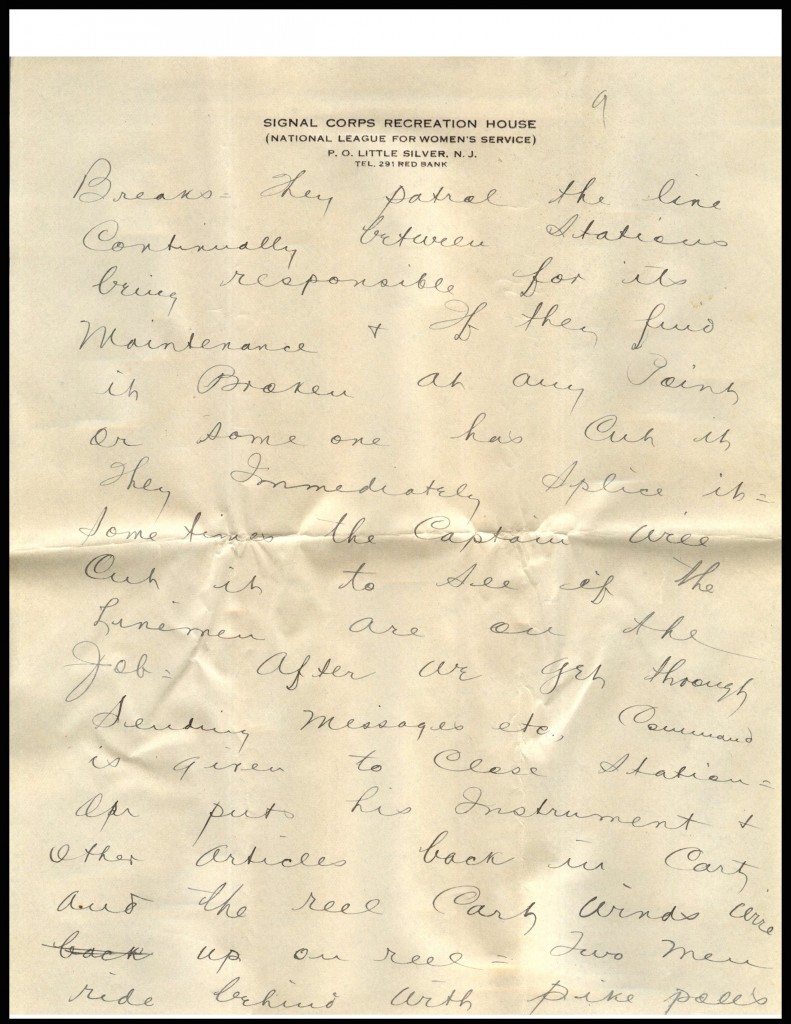 9
SIGNAL CORPS RECREATION HOUSE
(NATIONAL LEAGUE FOR WOMEN'S SERVICE)
P. O. LITTLE SILVER, N. J.
TEL. 291 RED BANK
Breaks = They patrol the line
Continually between Stations
being responsible for its
Maintenance + If they find
it Broken at any Point
or some one has Cut it
They Immediately Splice it =
Some times the Captain will
Cut it to see if the
Linemen are on the
Job = After we get through
Sending Messages etc., Command
is given to Close Station =
Opr puts his Instrument +
other articles back in Cart
and the reel Cart winds wire
back up on reel = Two Men
ride behind with pike poles